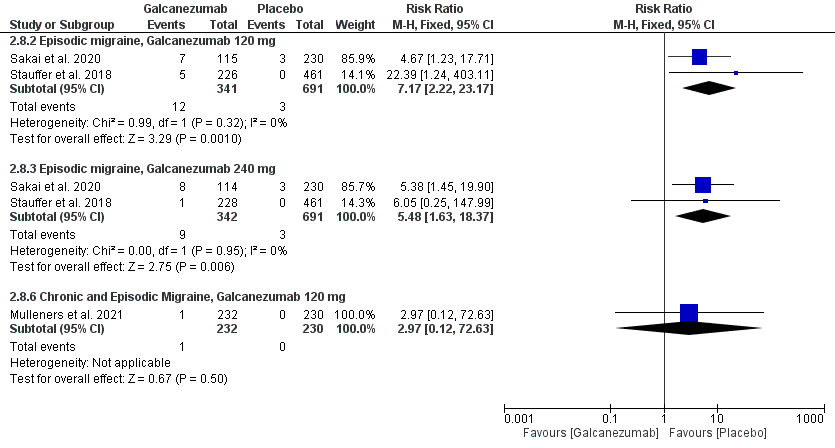 Galcanezumab Placebo Risk Ratio Risk Ratio
Study or Subgroup Events Total Events Total Weight M-H, Fixed, 95% CI M-H, Fixed, 95% CI
2.8.2 Episodic migraine, Galcanezumab 120 mg
Sakai et al. 2020 7 115 3 230 85.9% 4.67 [1.23, 17.71]
Stauffer et al. 2018 5 226 0 461 14.1% 22.39 [1.24, 403.11]
Subtotal (95% CI) 341 691 100.0% 7.17 [2.22, 23.17]
Total events 12 3
Heterogeneity: Chi² = 0.99, df = 1 (P = 0.32); I² = 0%
Test for overall effect: Z = 3.29 (P = 0.0010)
2.8.3 Episodic migraine, Galcanezumab 240 mg
Sakai et al. 2020 8 114 3 230 85.7% 5.38 [1.45, 19.90]
Stauffer et al. 2018 1 228 0 461 14.3% 6.05 [0.25, 147.99]
Subtotal (95% CI) 342 691 100.0% 5.48 [1.63, 18.37]
Total events 9 3
Heterogeneity: Chi² = 0.00, df = 1 (P = 0.95); I² = 0%
Test for overall effect: Z = 2.75 (P = 0.006)
2.8.6 Chronic and Episodic Migraine, Galcanezumab 120 mg
Mulleners et al. 2021 1 232 0 230 100.0% 2.97 [0.12, 72.63]
Subtotal (95% CI) 232 230 100.0% 2.97 [0.12, 72.63]
Total events 1 0
Heterogeneity: Not applicable
Test for overall effect: Z = 0.67 (P = 0.50)
0.001 0.1 1 10 1000
Favours [Galcanezumab] Favours [Placebo]